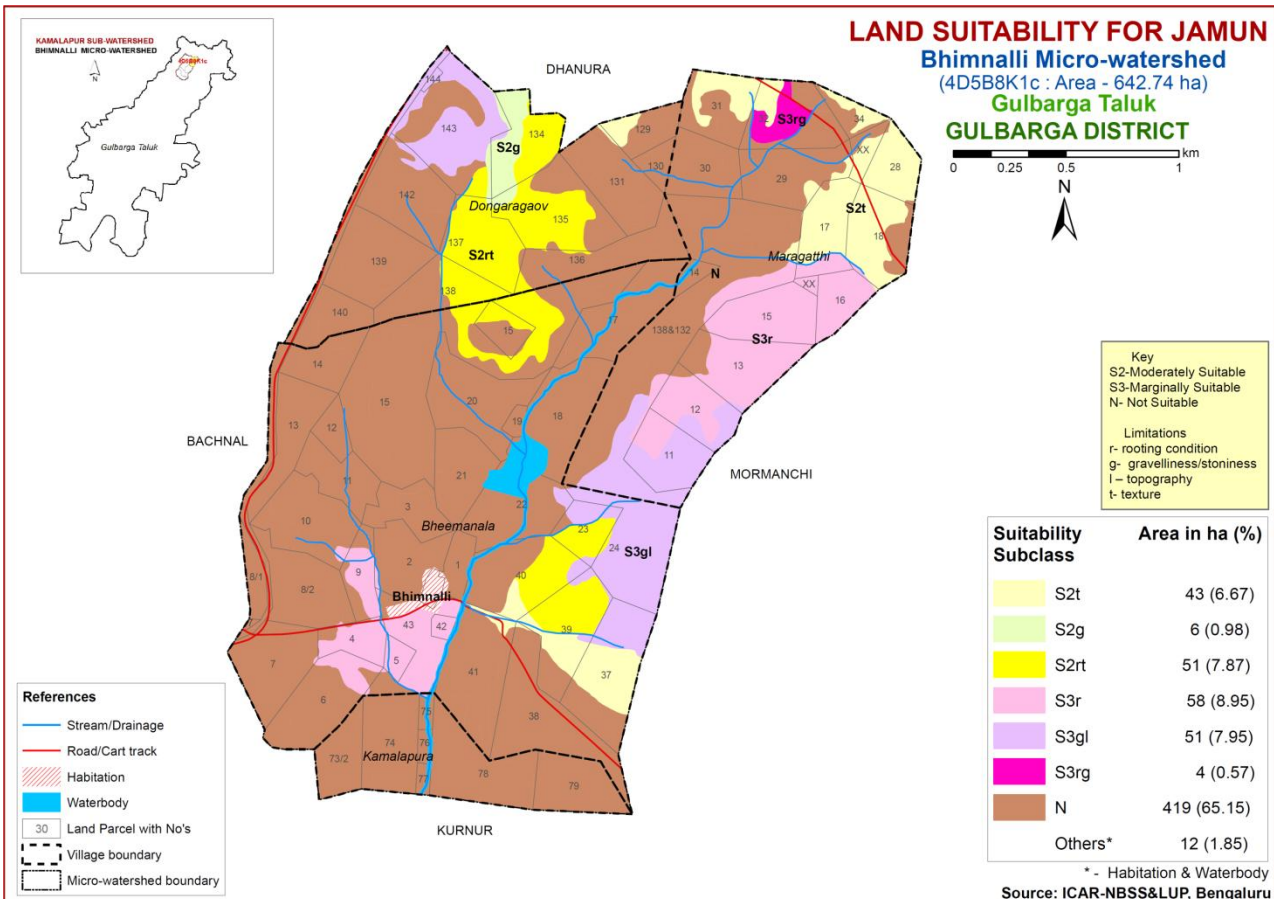 KAMALAPUR SUB-WATERSHED
BHIMNALLI MICRO-WATERSHED
4D5B8K1c
N
Gulbarga Taluk
LAND SUITABILITY FOR JAMUN
Bhimnalli Micro-watershed
(4D5B8K1c : Area - 642.74 ha)
Gulbarga Taluk
GULBARGA DISTRICT
0 0.25 0.5 1 km
N
DHANURA
144
143
S2g
134
129
31
32
S3rg
34
XX
28
130
30
29
131
142
Dongaragaov
135
17
S2t
18
137
S2rt
136
Maragatthi
139
14
N
138
XX
16
140
17
15
15
138&132
S3r
14
13
15
20
12
BACHNAL
13
12
19
18
11
MORMANCHI
11
21
22
3
10
Bheemanala
23
24
S3gl
9
2
1
40
8/1
8/2
Bhimnalli
43
42
39
4
5
7
41
37
6
38
75
74
76
73/2
Kamalapura
77
78
79
KURNUR
Key
S2-Moderately Suitable
S3-Marginally Suitable
N- Not Suitable
Limitations
r- rooting condition
g- gravelliness/stoniness
l – topography
t- texture
Suitability Subclass Area in ha (%)
S2t 43 (6.67)
S2g 6 (0.98)
S2rt 51 (7.87)
S3r 58 (8.95)
S3gl 51 (7.95)
S3rg 4 (0.57)
N 419 (65.15)
Others* 12 (1.85)
* - Habitation & Waterbody
Source: ICAR-NBSS&LUP, Bengaluru
References
Stream/Drainage
Road/Cart track
Habitation
Waterbody
30 Land Parcel with No's
Village boundary
Micro-watershed boundary